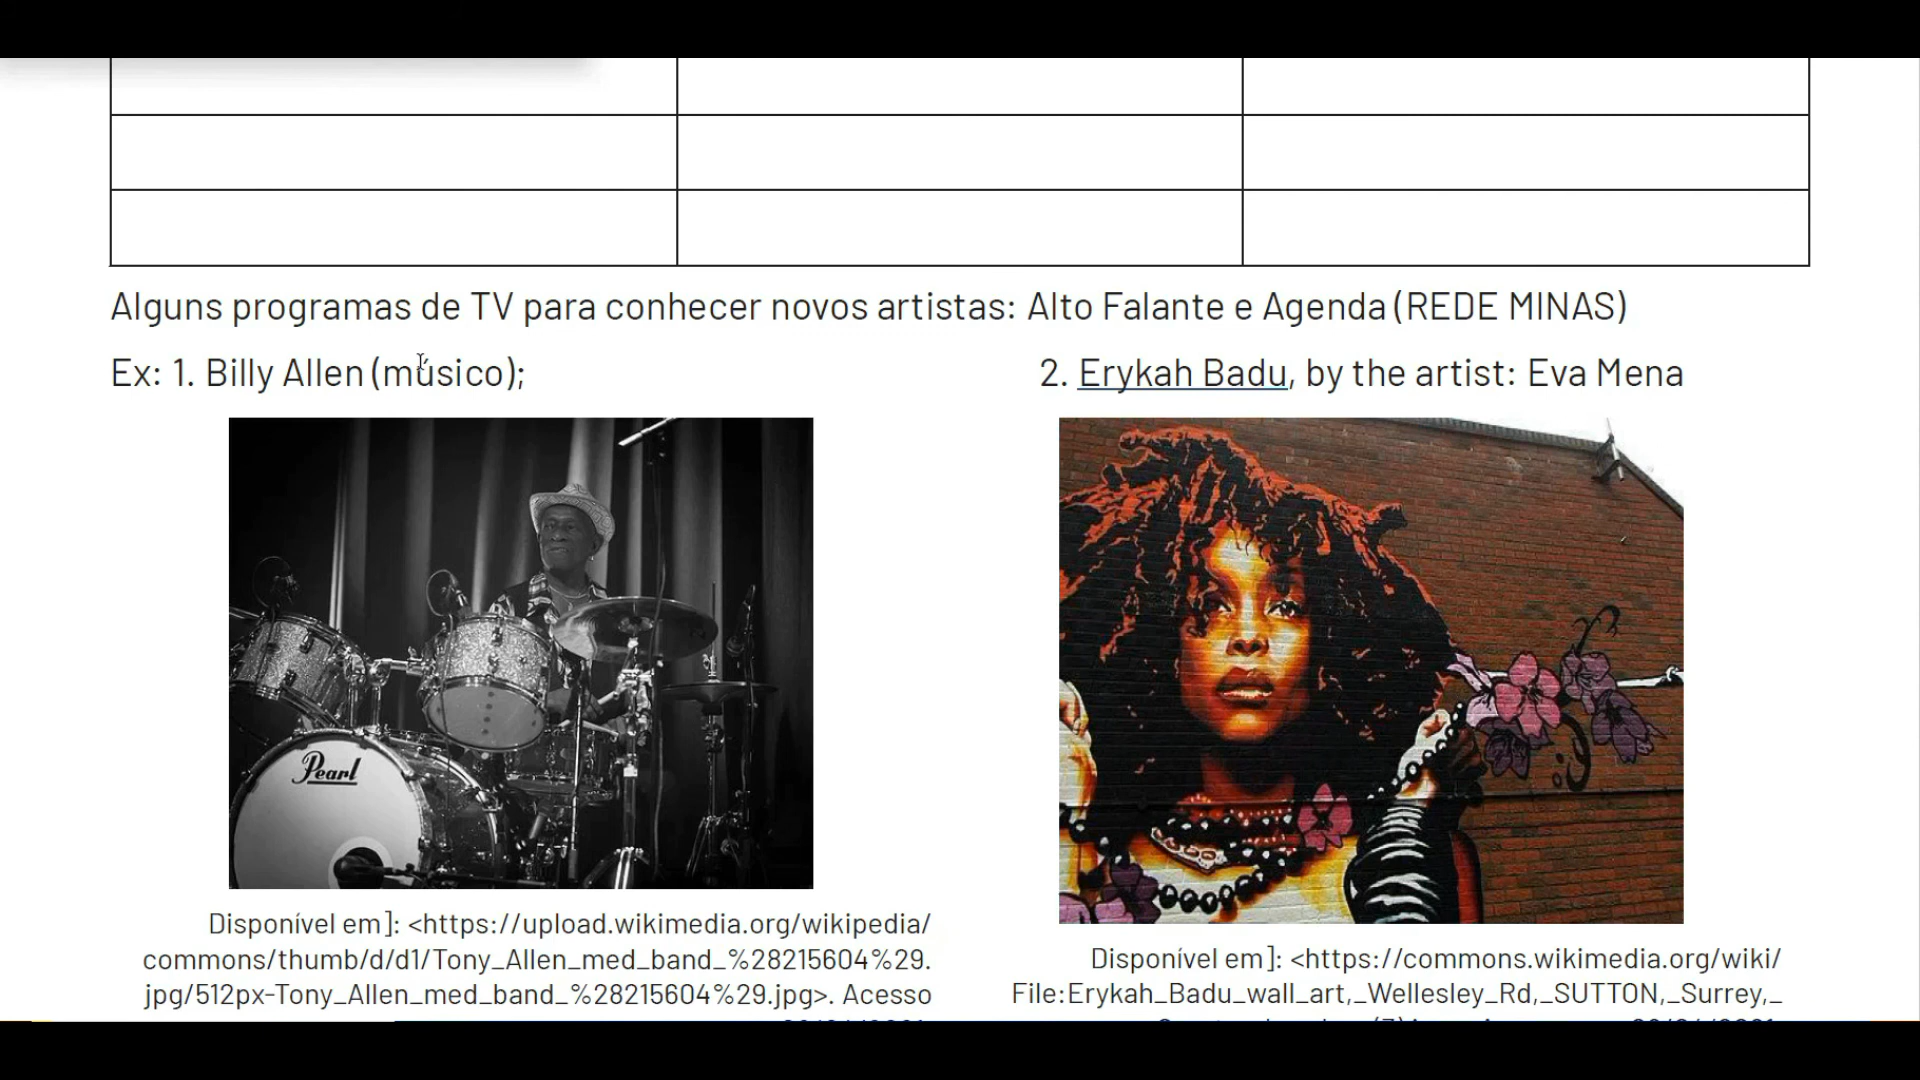 Alguns programas de TV para conhecer novos artistas: Alto Falante e Agenda (REDE MINAS)
Ex: 1. Billy Allen (músico);
2. Erykah Badu, by the artist: Eva Mena
Pearl
Disponível em]: <https://upload.wikimedia.org/wikipedia/
commons/thumb/d/d1/Tony_Allen_med_band_%28215604%29.
jpg/512px-Tony_Allen_med_band_%28215604%29.jpg>. Acesso
Disponível em]: <https://commons.wikimedia.org/wiki/
File:Erykah_Badu_wall_art,_Wellesley_Rd,_SUTTON,_Surrey,_